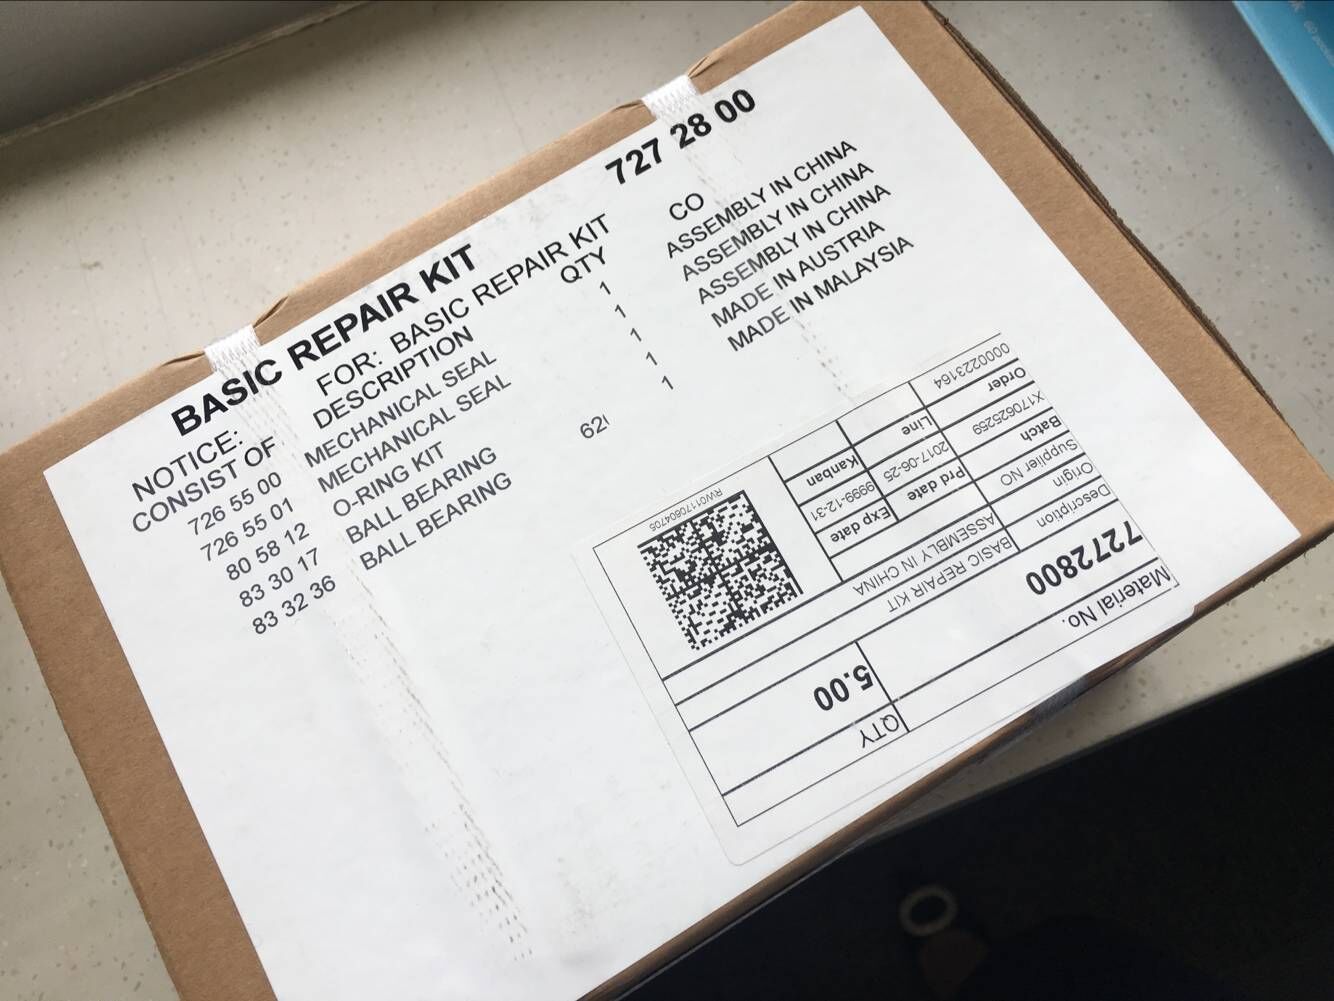 BASIC REPAIR KIT 727 28 00
NOTICE: FOR: BASIC REPAIR KIT
CONSIST OF DESCRIPTION QTY CO
726 55 00 MECHANICAL SEAL 1 ASSEMBLY IN CHINA
726 55 01 MECHANICAL SEAL 1 ASSEMBLY IN CHINA
80 58 12 O-RING KIT 1 ASSEMBLY IN CHINA
83 30 17 BALL BEARING 1 MADE IN AUSTRIA
83 32 36 BALL BEARING 62 1 MADE IN MALAYSIA
Material No. QTY
7272800 5.00
Description BASIC REPAIR KIT
Origin ASSEMBLY IN CHINA
Supplier NO
Batch Prd date Exp date
X170625259 2017-06-25 9999-12-31
Order Line Kanban
0000223164
RW01170804705
60